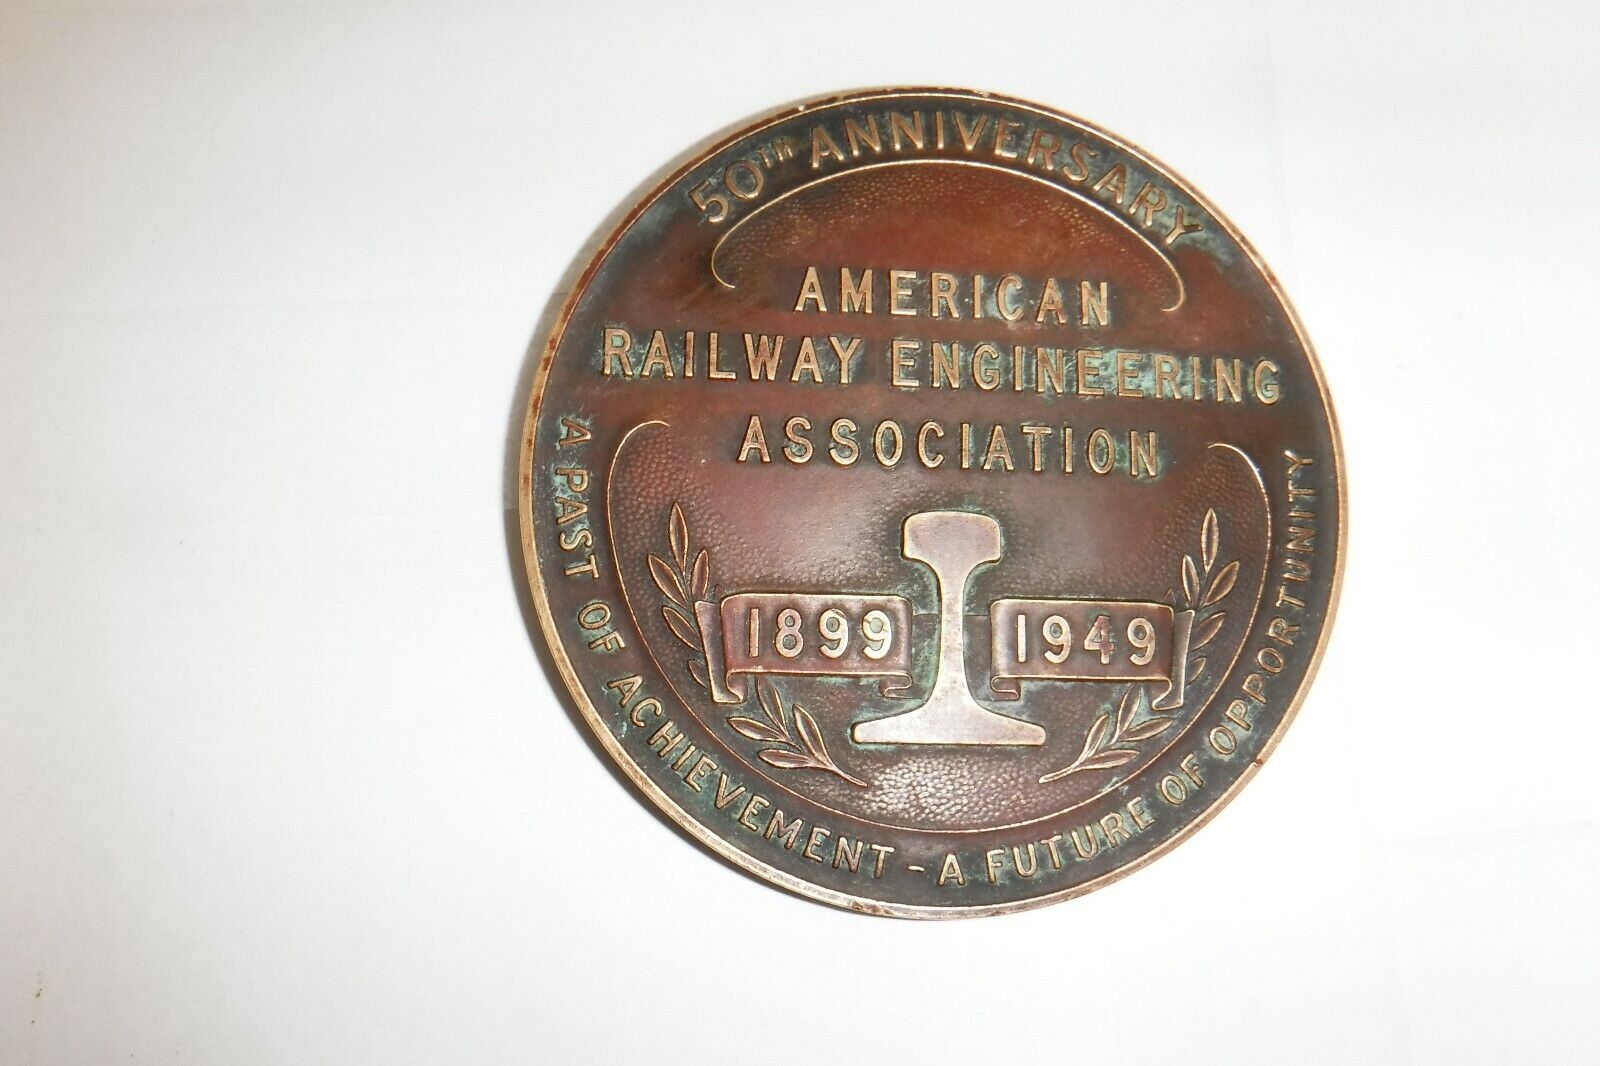 50TH ANNIVERSARY
AMERICAN
RAILWAY ENGINEERING
ASSOCIATION
1899 1949
A PAST OF ACHIEVEMENT - A FUTURE OF OPPORTUNITY